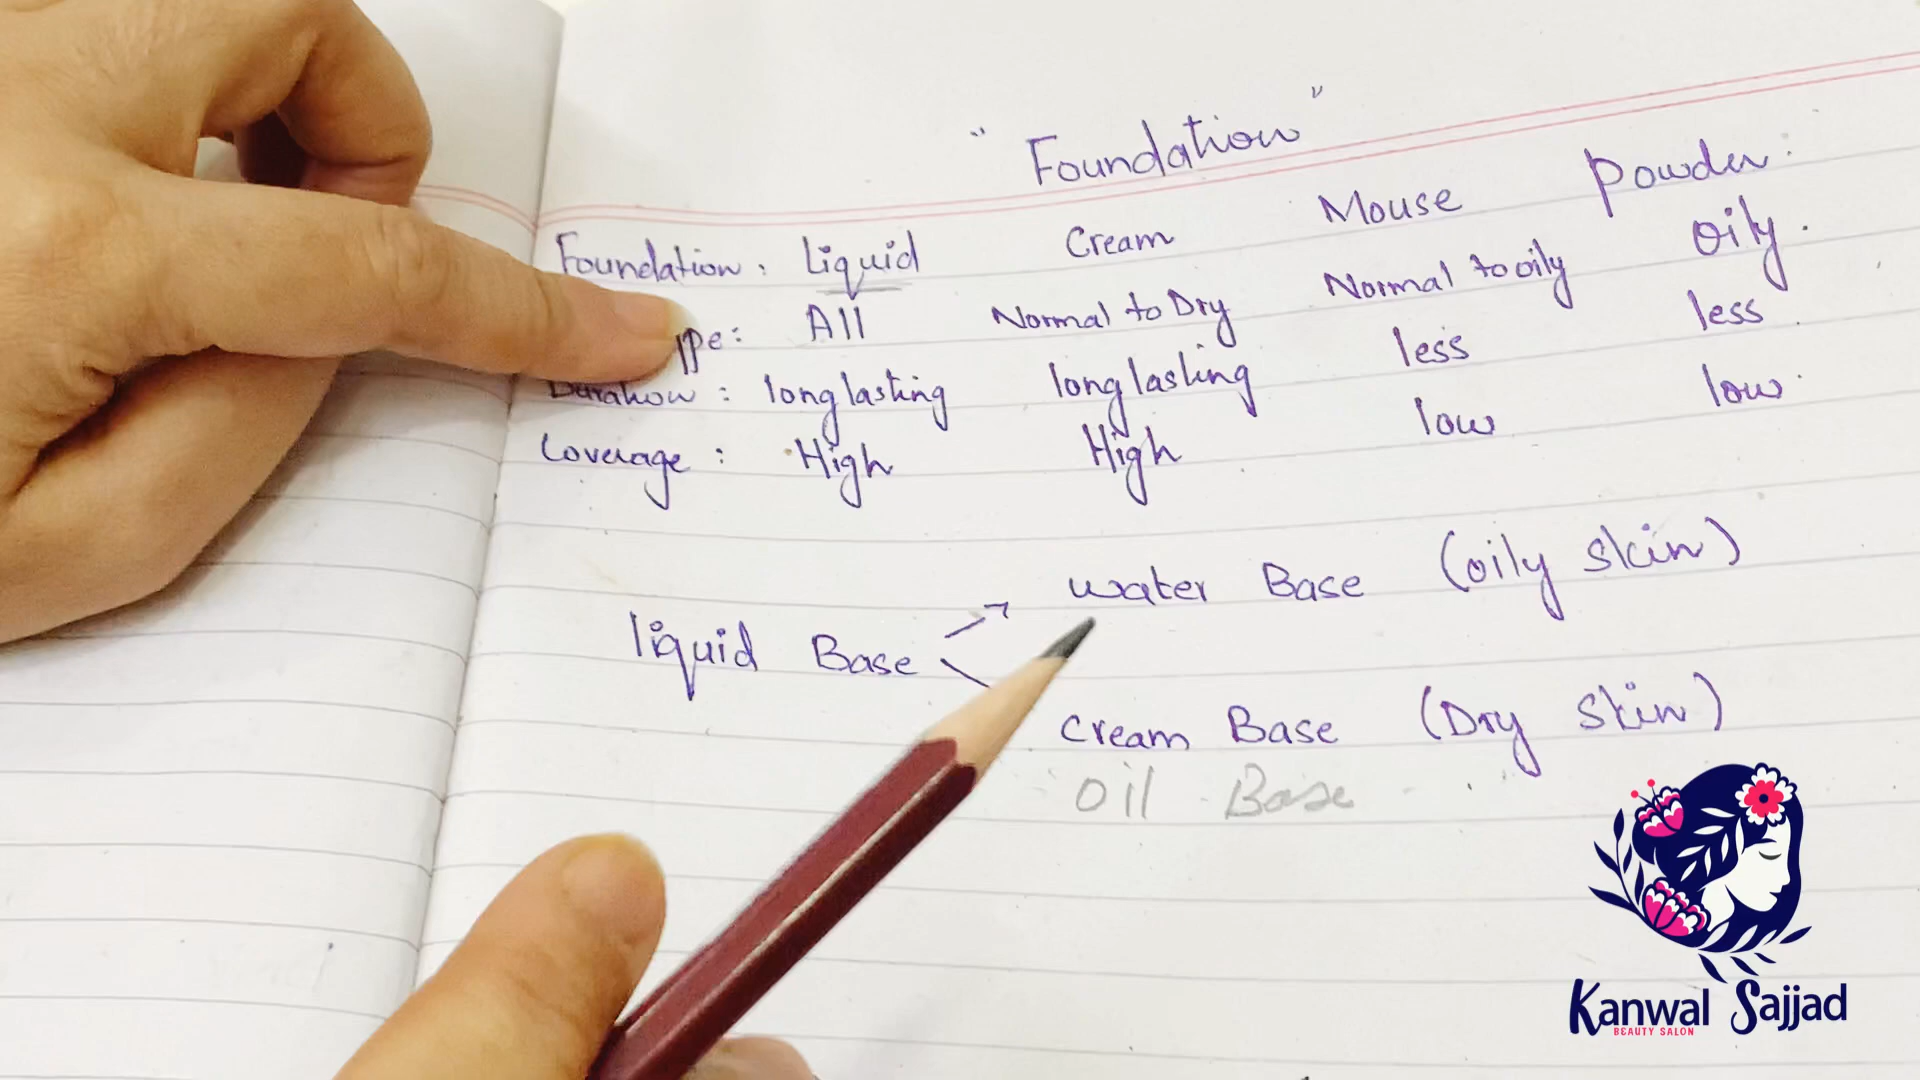 "Foundation"
Foundation: Liquid Cream Mouse Powder:
ype: All Normal to Dry Normal to oily oily.
Duration: long lasting long lasting less less.
Coverage: High High low low.
liquid Base water Base (oily skin)
cream Base (Dry skin)
oil Base
Kanwal Sajjad
BEAUTY SALON